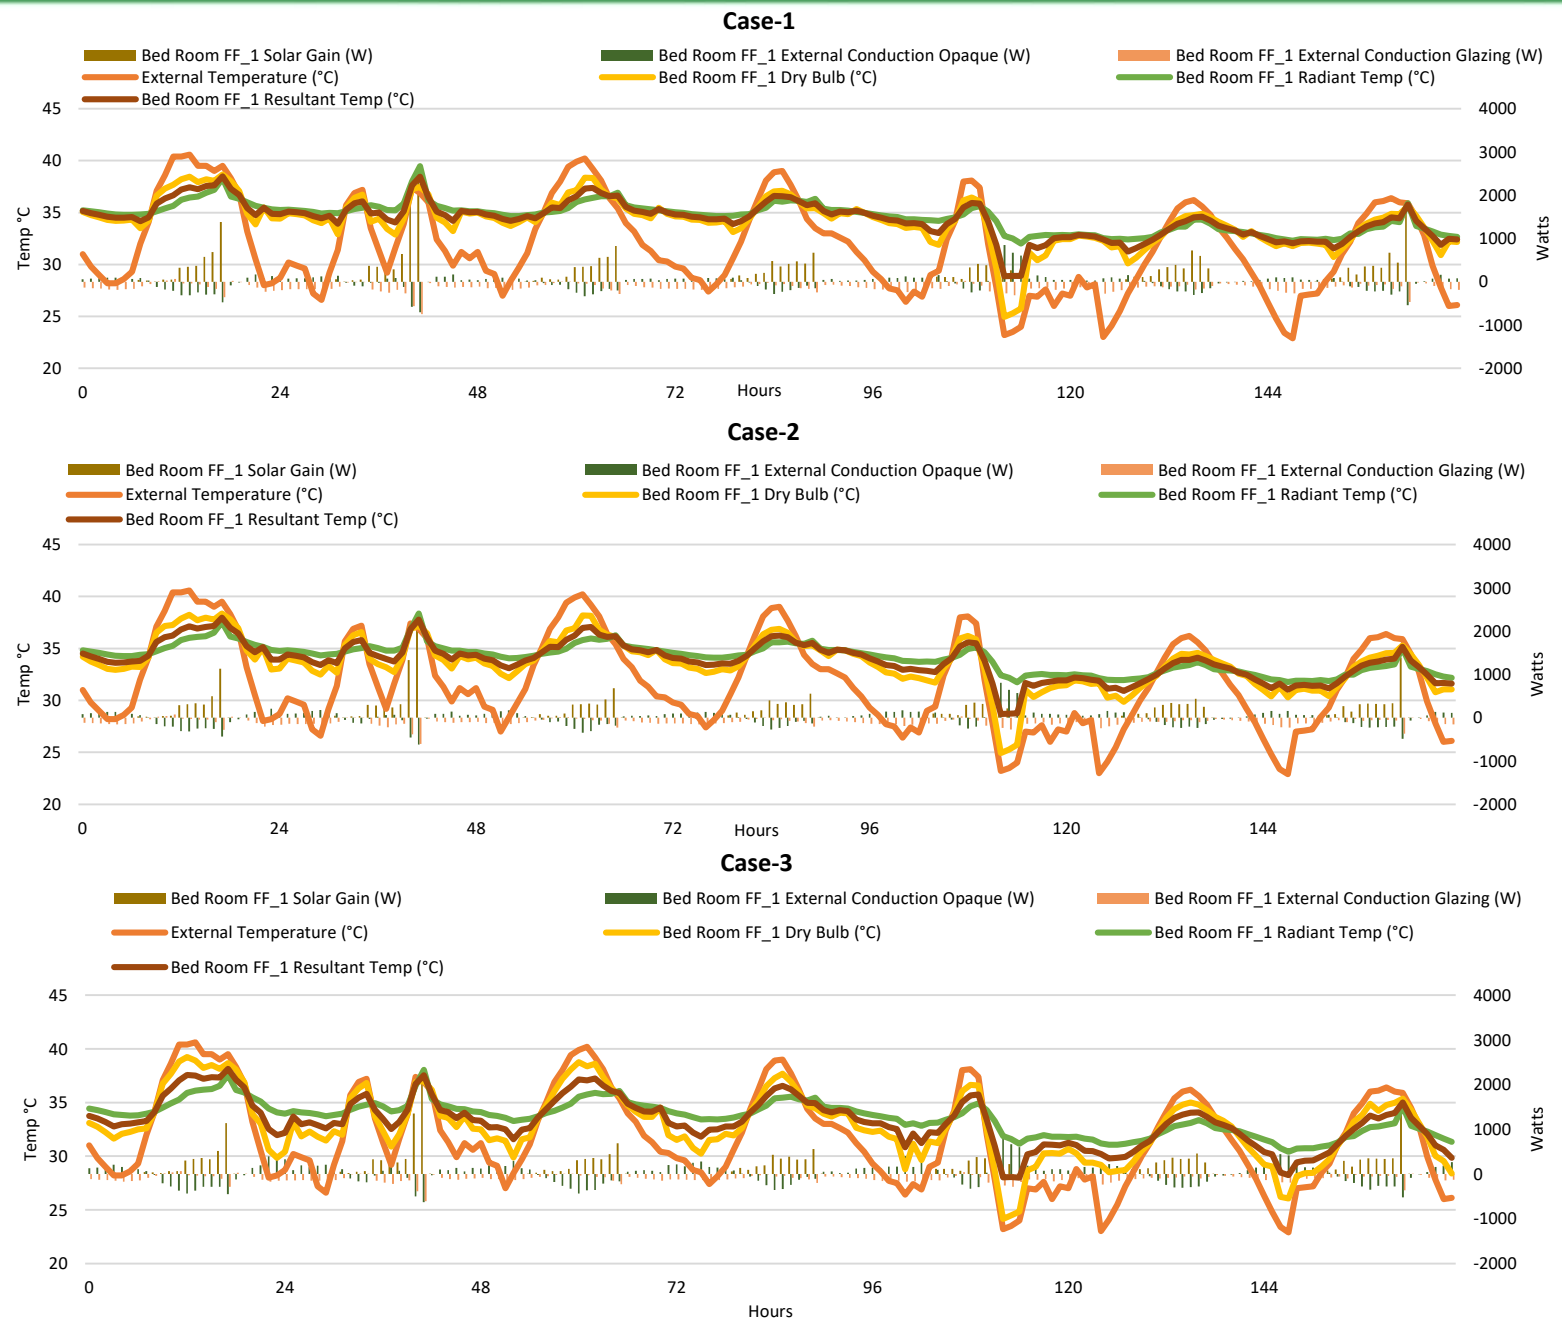 Case-1
Bed Room FF_1 Solar Gain (W)
Bed Room FF_1 External Conduction Opaque (W)
Bed Room FF_1 External Conduction Glazing (W)
External Temperature (°C)
Bed Room FF_1 Dry Bulb (°C)
Bed Room FF_1 Radiant Temp (°C)
Bed Room FF_1 Resultant Temp (°C)
45
40
35
30
25
20
Temp °C
4000
3000
2000
1000
0
-1000
-2000
Watts
0
24
48
72
Hours
96
120
144
Case-2
Bed Room FF_1 Solar Gain (W)
Bed Room FF_1 External Conduction Opaque (W)
Bed Room FF_1 External Conduction Glazing (W)
External Temperature (°C)
Bed Room FF_1 Dry Bulb (°C)
Bed Room FF_1 Radiant Temp (°C)
Bed Room FF_1 Resultant Temp (°C)
45
40
35
30
25
20
Temp °C
4000
3000
2000
1000
0
-1000
-2000
Watts
0
24
48
72
Hours
96
120
144
Case-3
Bed Room FF_1 Solar Gain (W)
Bed Room FF_1 External Conduction Opaque (W)
Bed Room FF_1 External Conduction Glazing (W)
External Temperature (°C)
Bed Room FF_1 Dry Bulb (°C)
Bed Room FF_1 Radiant Temp (°C)
Bed Room FF_1 Resultant Temp (°C)
45
40
35
30
25
20
Temp °C
4000
3000
2000
1000
0
-1000
-2000
Watts
0
24
48
72
96
120
144
Hours